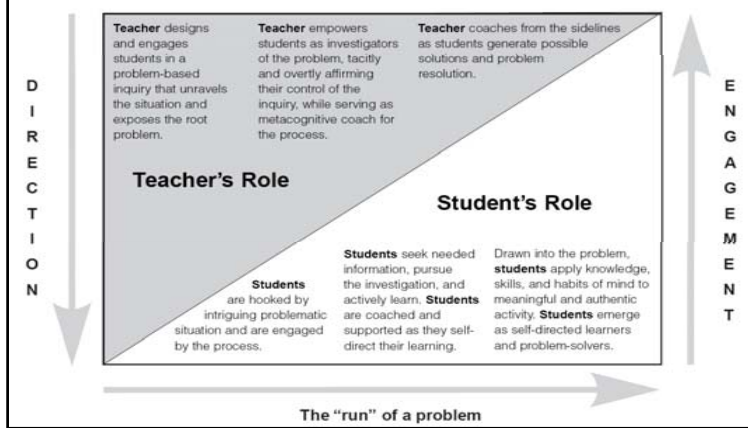 DIRECTION
Teacher designs
and engages
students in a
problem-based
inquiry that unravels
the situation and
exposes the root
problem.
Teacher empowers
students as investigators
of the problem, tacitly
and overtly affirming
their control of the
inquiry, while serving as
metacognitive coach for
the process.
Teacher coaches from the sidelines
as students generate possible
solutions and problem
resolution.
Teacher's Role
Student's Role
Students
are hooked by
intriguing problematic
situation and are engaged
by the process.
Students seek needed
information, pursue
the investigation, and
actively learn. Students
are coached and
supported as they self-
direct their learning.
Drawn into the problem,
students apply knowledge,
skills, and habits of mind to
meaningful and authentic
activity. Students emerge
as self-directed learners
and problem-solvers.
ENGAGEMENT
The "run" of a problem